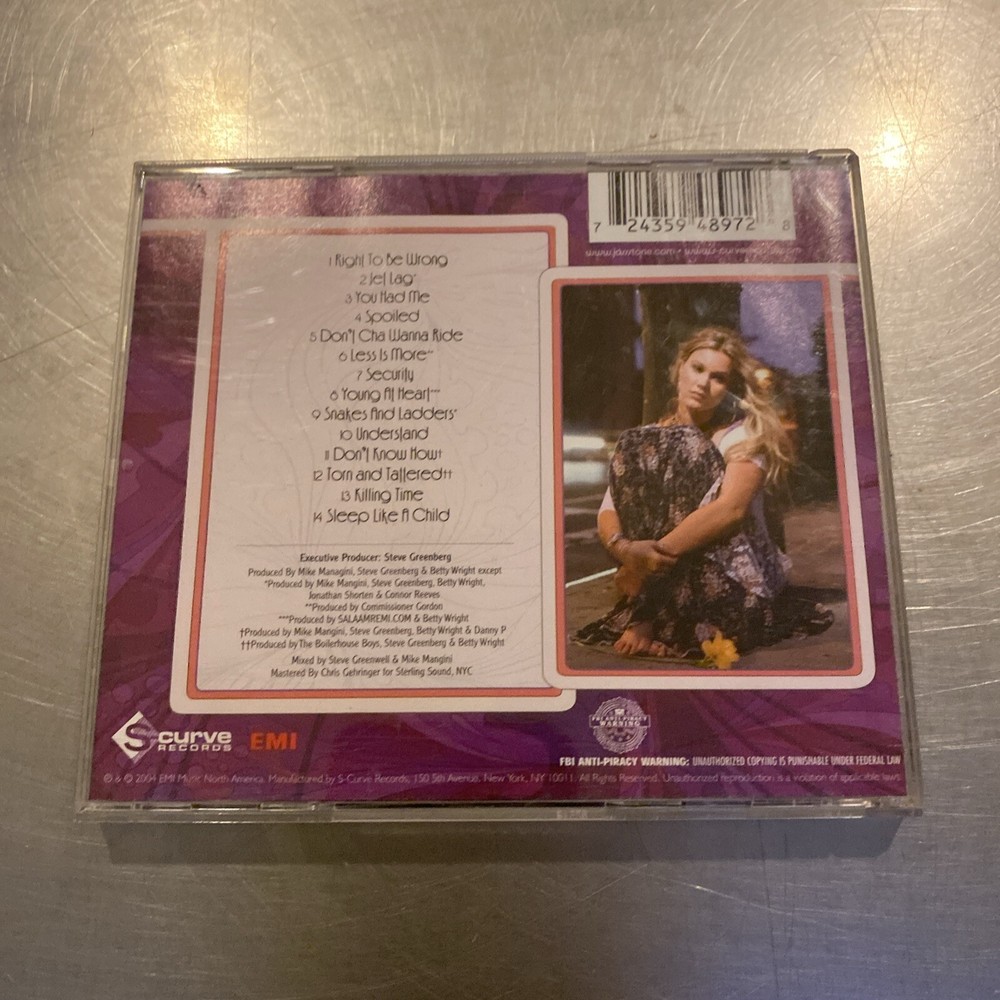 7 24359 48972 8
www.jossstone.com • www.s-curverecords.com
1 Right To Be Wrong
2 Jet Lag*
3 You Had Me
4 Spoiled
5 Don't Cha Wanna Ride
6 Less Is More**
7 Security
8 Young At Heart***
9 Snakes And Ladders*
10 Understand
11 Don't Know How†
12 Torn and Tattered††
13 Killing Time
14 Sleep Like A Child
Executive Producer: Steve Greenberg
Produced By Mike Managini, Steve Greenberg & Betty Wright except
*Produced by Mike Mangini, Steve Greenberg, Betty Wright,
Jonathan Shorten & Connor Reeves
**Produced by Commissioner Gordon
***Produced by SALAAMREMI.COM & Betty Wright
†Produced by Mike Mangini, Steve Greenberg, Betty Wright & Danny P
††Produced by The Boilerhouse Boys, Steve Greenberg & Betty Wright
Mixed by Steve Greenwell & Mike Mangini
Mastered By Chris Gehringer for Sterling Sound, NYC
S curve
RECORDS
EMI
FBI ANTI-PIRACY
WARNING
FBI ANTI-PIRACY WARNING: UNAUTHORIZED COPYING IS PUNISHABLE UNDER FEDERAL LAW
℗ & © 2004 EMI Music North America. Manufactured by S-Curve Records, 150 5th Avenue, New York, NY 10011. All Rights Reserved. Unauthorized reproduction is a violation of applicable laws